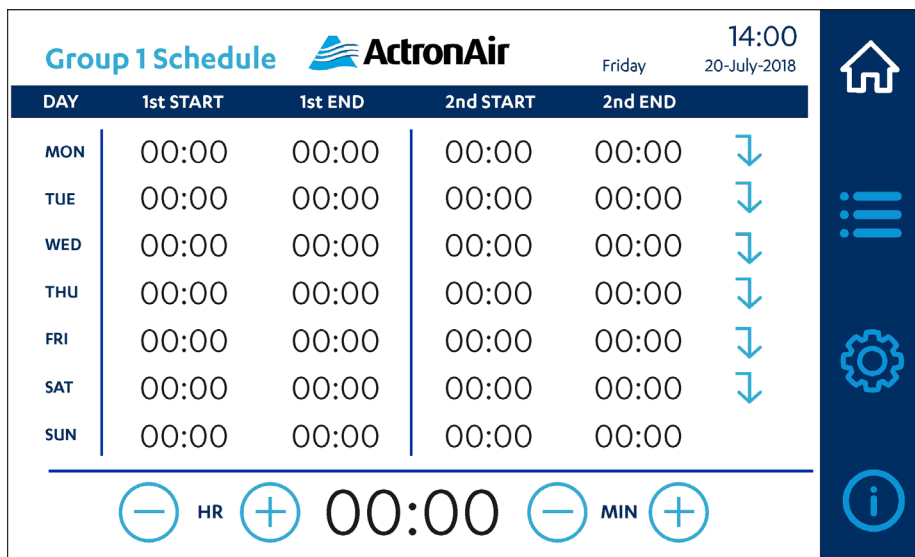 Group 1 Schedule ActronAir Friday 14:00
20-July-2018
DAY 1st START 1st END 2nd START 2nd END
MON 00:00 00:00 00:00 00:00
TUE 00:00 00:00 00:00 00:00
WED 00:00 00:00 00:00 00:00
THU 00:00 00:00 00:00 00:00
FRI 00:00 00:00 00:00 00:00
SAT 00:00 00:00 00:00 00:00
SUN 00:00 00:00 00:00 00:00
HR 00:00 MIN